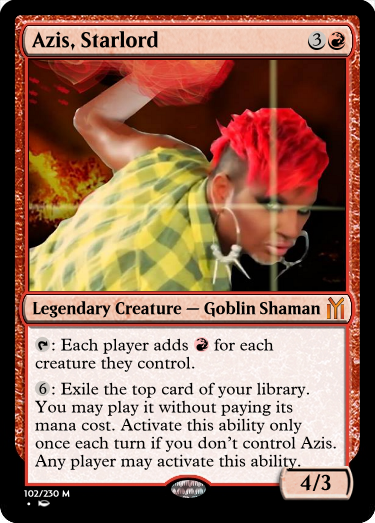 Azis, Starlord 3
Legendary Creature — Goblin Shaman
: Each player adds for each
creature they control.
6: Exile the top card of your library.
You may play it without paying its
mana cost. Activate this ability only
once each turn if you don't control Azis.
Any player may activate this ability.
4/3
102/230 M